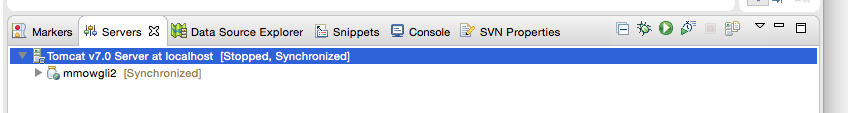 Markers Servers Data Source Explorer Snippets Console SVN Properties
Tomcat v7.0 Server at localhost [Stopped, Synchronized]
mmowgli2 [Synchronized]